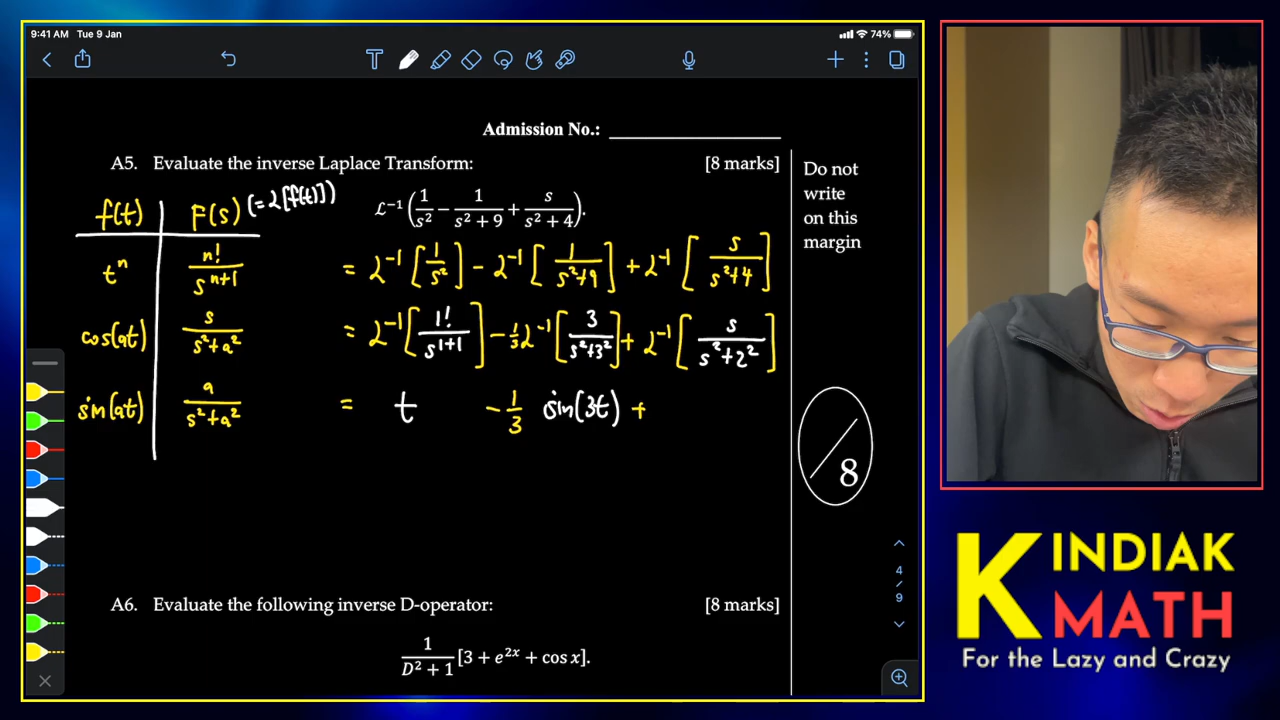 9:41 AM Tue 9 Jan
74%
Admission No.: ____________
A5. Evaluate the inverse Laplace Transform: [8 marks]
ℒ⁻¹ (1/s² − 1/(s² + 9) + s/(s² + 4)).
f(t) F(s) (=ℒ[f(t)])
tⁿ n!/sⁿ⁺¹
cos(at) s/(s²+a²)
sin(at) a/(s²+a²)
= ℒ⁻¹[1/s²] − ℒ⁻¹[1/(s²+9)] + ℒ⁻¹[s/(s²+4)]
= ℒ⁻¹[1!/s¹⁺¹] − 1/3 ℒ⁻¹[3/(s²+3²)] + ℒ⁻¹[s/(s²+2²)]
= t − 1/3 sin(3t) +
Do not
write
on this
margin
/8
4
/
9
A6. Evaluate the following inverse D-operator: [8 marks]
1/(D² + 1) [3 + e²ˣ + cos x].
KINDIAK
MATH
For the Lazy and Crazy